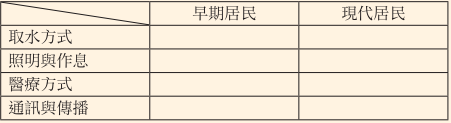 早期居民 現代居民
取水方式
照明與作息
醫療方式
通訊與傳播